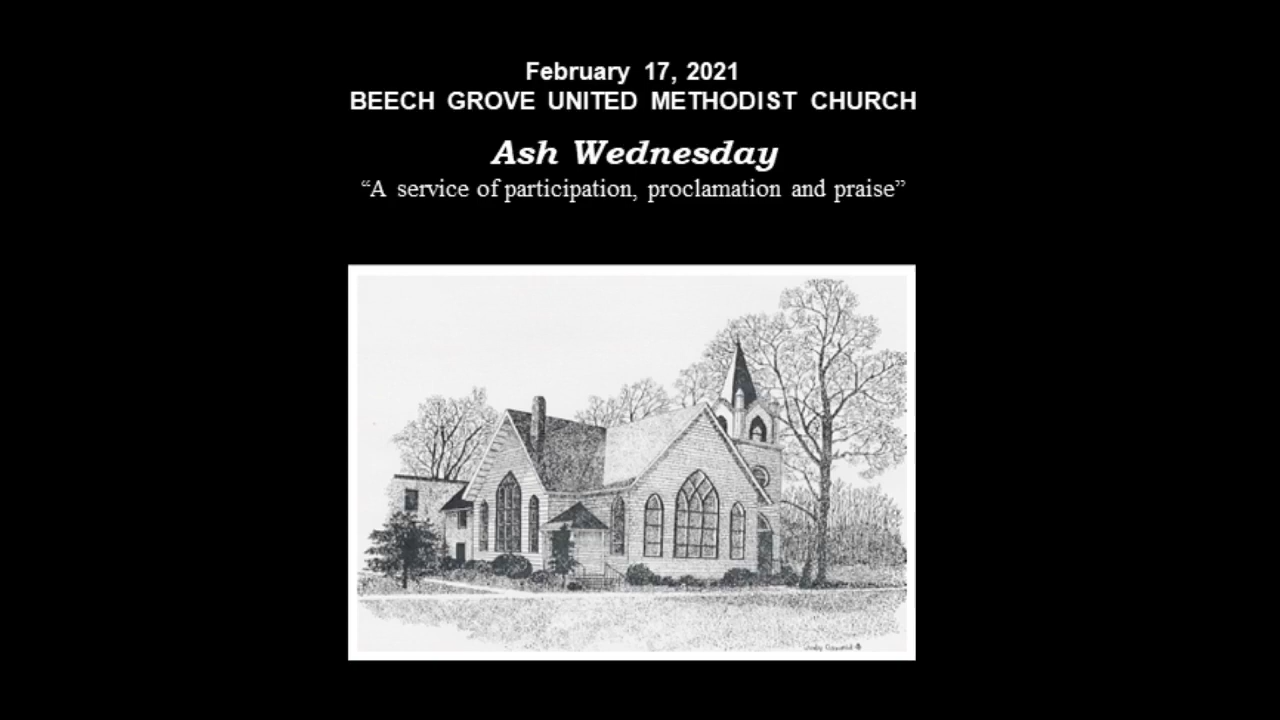 February 17, 2021
BEECH GROVE UNITED METHODIST CHURCH
Ash Wednesday
“A service of participation, proclamation and praise”